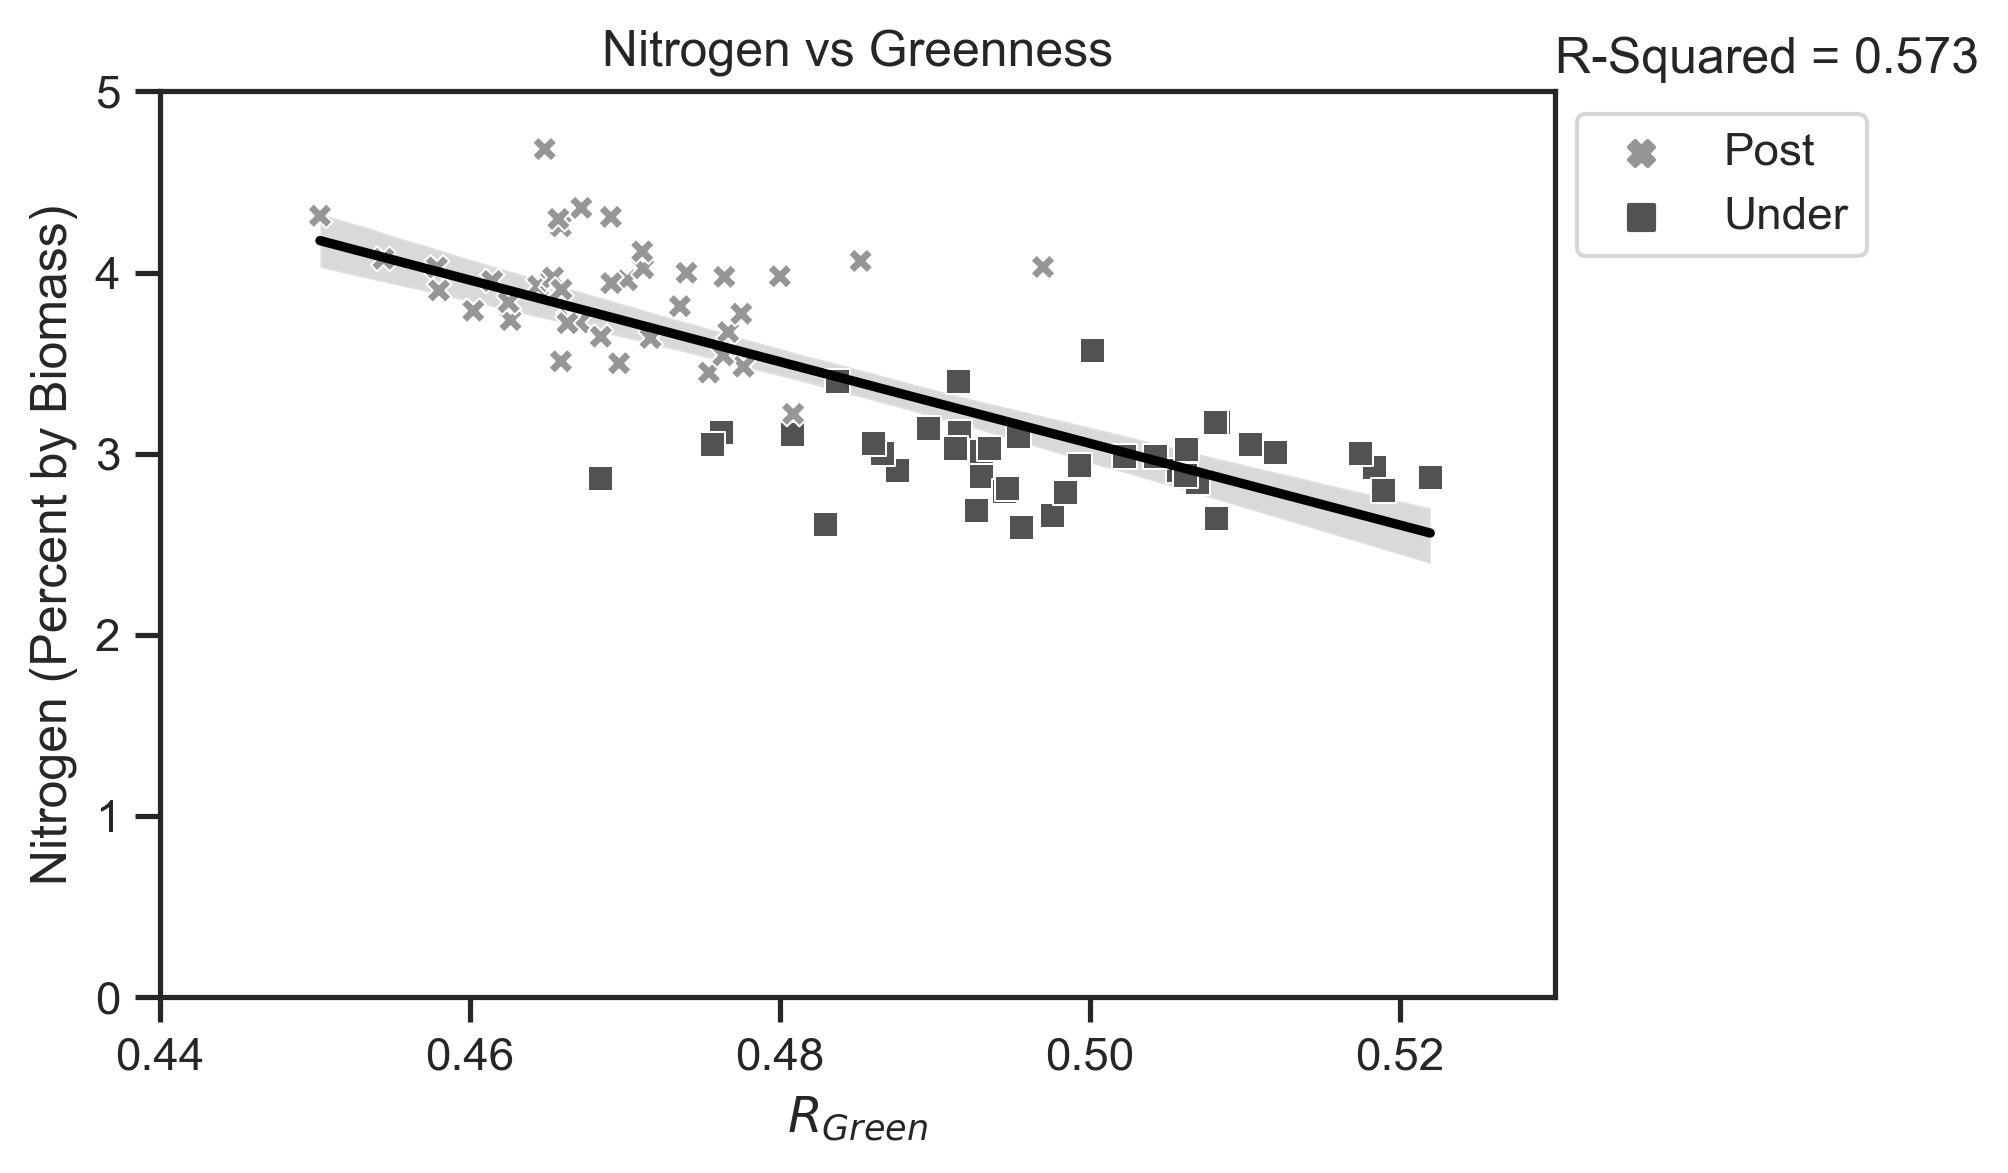 Nitrogen vs Greenness
R-Squared = 0.573
Post
Under
Nitrogen (Percent by Biomass)
5
4
3
2
1
0
0.44 0.46 0.48 0.50 0.52
R_Green